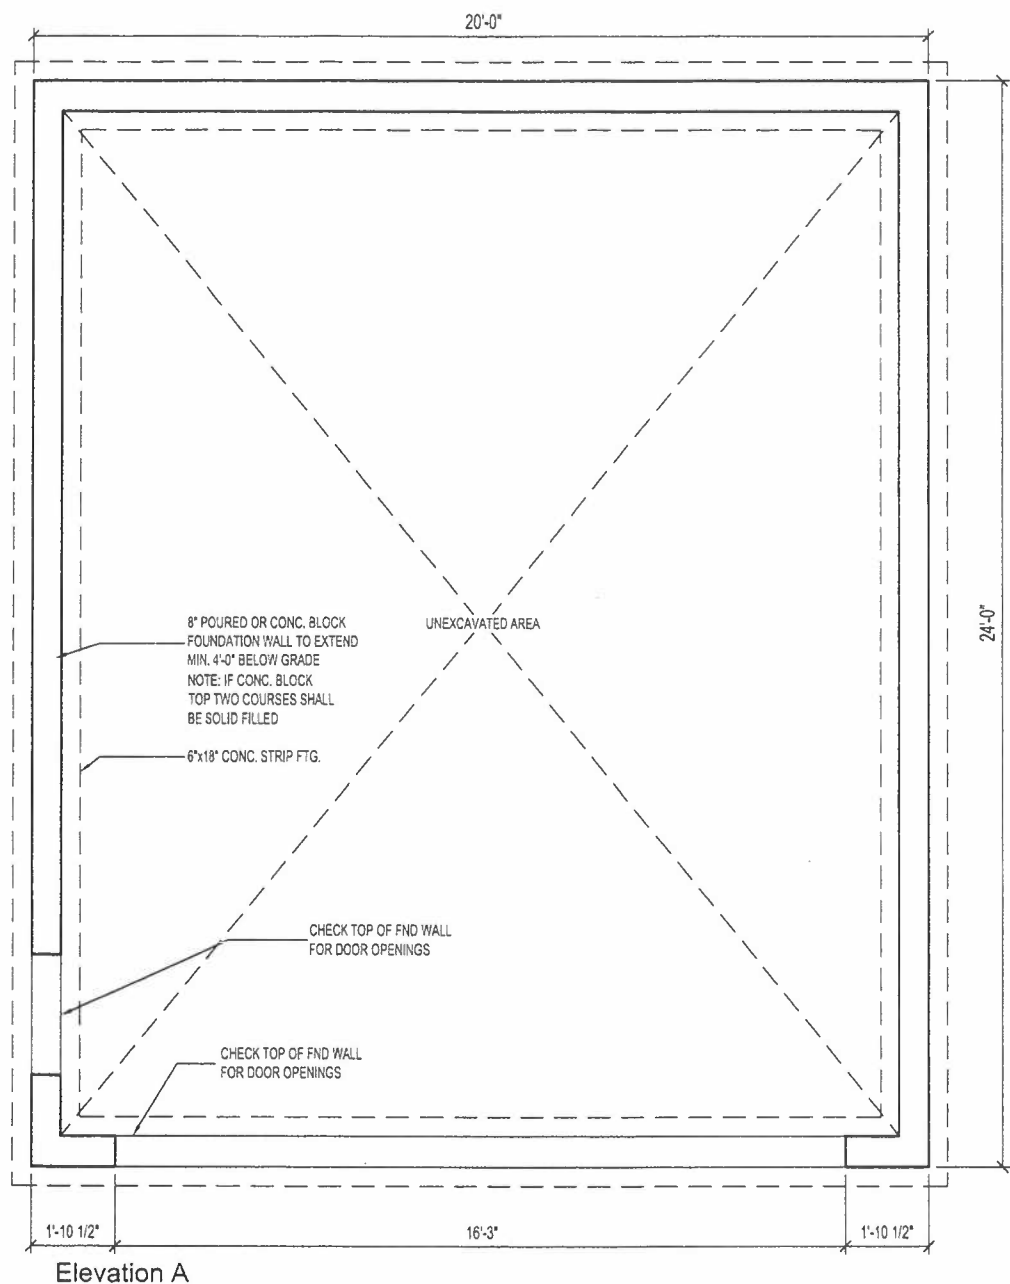 20'-0"
8" POURED OR CONC. BLOCK
FOUNDATION WALL TO EXTEND
MIN. 4'-0" BELOW GRADE
NOTE: IF CONC. BLOCK
TOP TWO COURSES SHALL
BE SOLID FILLED
UNEXCAVATED AREA
24'-0"
6"x18" CONC. STRIP FTG.
CHECK TOP OF FND WALL
FOR DOOR OPENINGS
CHECK TOP OF FND WALL
FOR DOOR OPENINGS
1'-10 1/2"
16'-3"
1'-10 1/2"
Elevation A